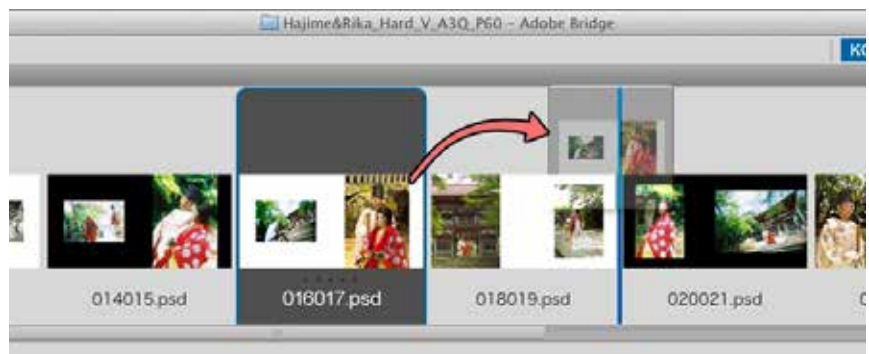 Hajime&Rika_Hard_V_A3Q_P60 - Adobe Bridge
014015.psd
016017.psd
018019.psd
020021.psd